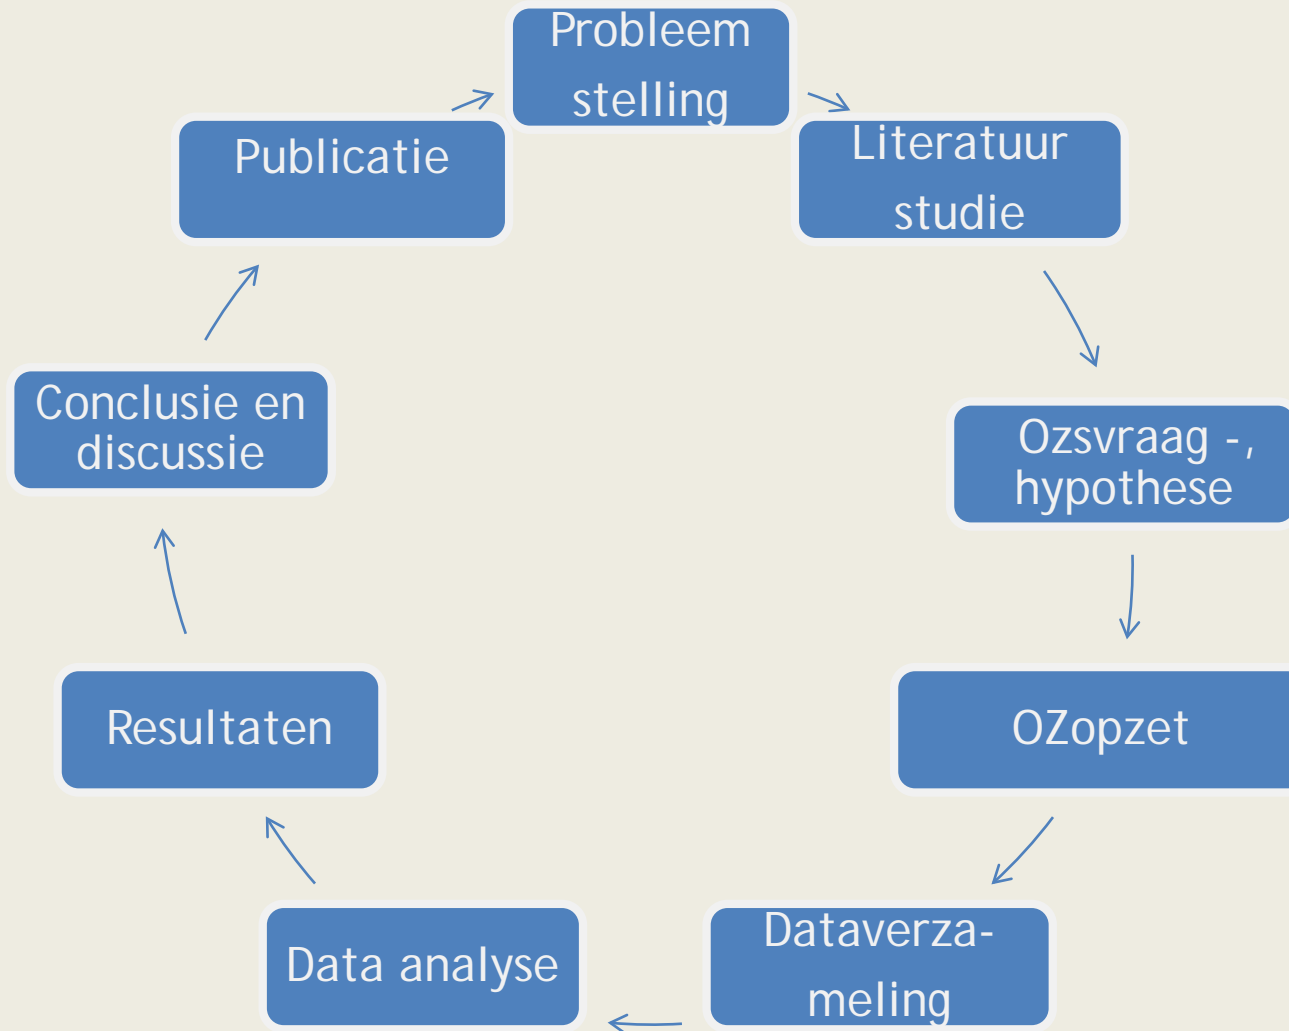 Probleem
stelling
Literatuur
studie
Ozsvraag -,
hypothese
OZopzet
Dataverza-
meling
Data analyse
Resultaten
Conclusie en
discussie
Publicatie